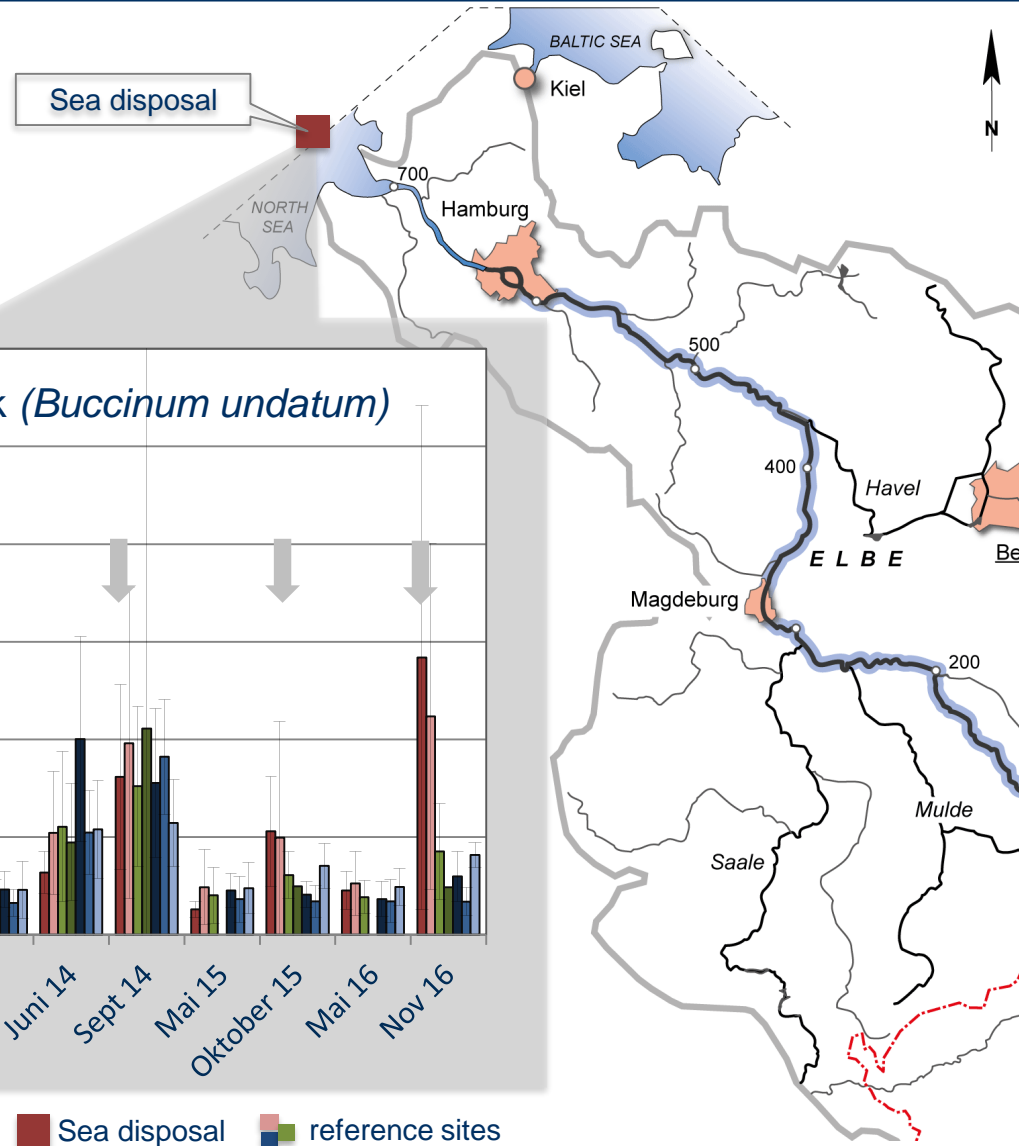 BALTIC SEA
Kiel
Sea disposal
N
700
NORTH
SEA
Hamburg
500
(Buccinum undatum)
400
Havel
E L B E
Magdeburg
200
Mulde
Saale
Juni 14
Sept 14
Mai 15
Oktober 15
Mai 16
Nov 16
Sea disposal
reference sites